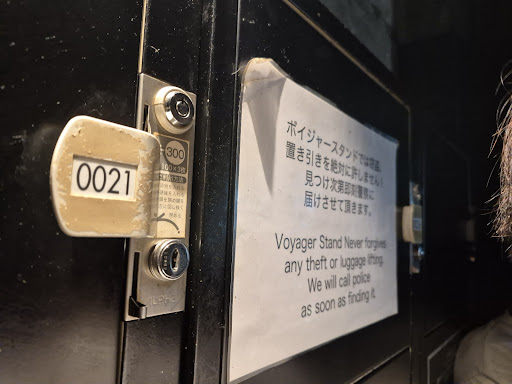 0021
300
ボイジャースタンドでは窃盗、
置き引きを絶対に許しません!
見つけ次第即刻警察に
届けさせて頂きます。
Voyager Stand Never forgives
any theft or luggage lifting.
We will call police
as soon as finding it.